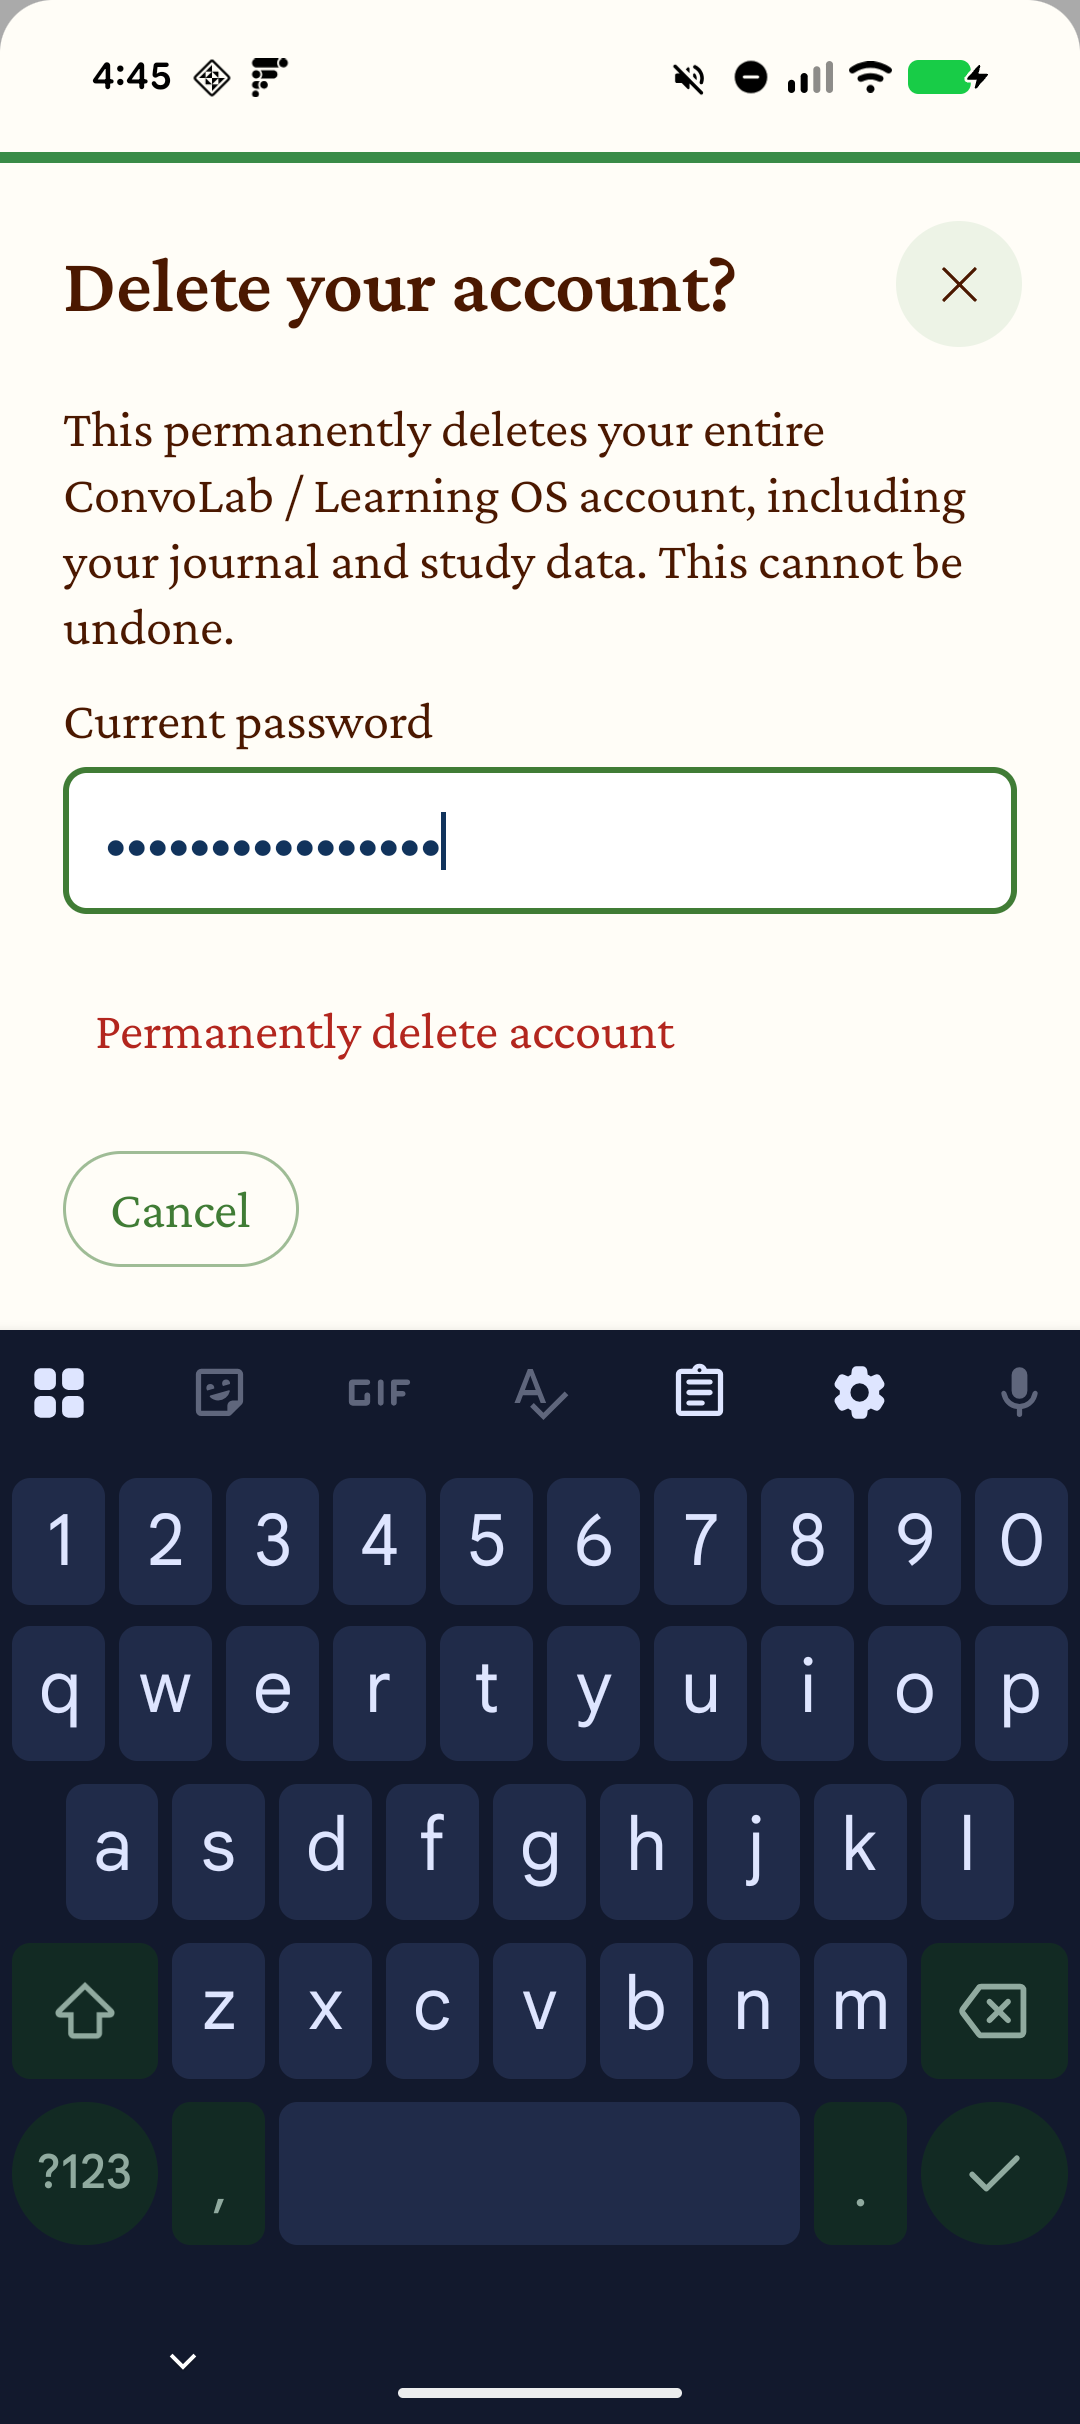 4:45
Delete your account?
This permanently deletes your entire
ConvoLab / Learning OS account, including
your journal and study data. This cannot be
undone.
Current password
••••••••••••••••
Permanently delete account
Cancel
GIF
1 2 3 4 5 6 7 8 9 0
q w e r t y u i o p
a s d f g h j k l
z x c v b n m
?123 , .